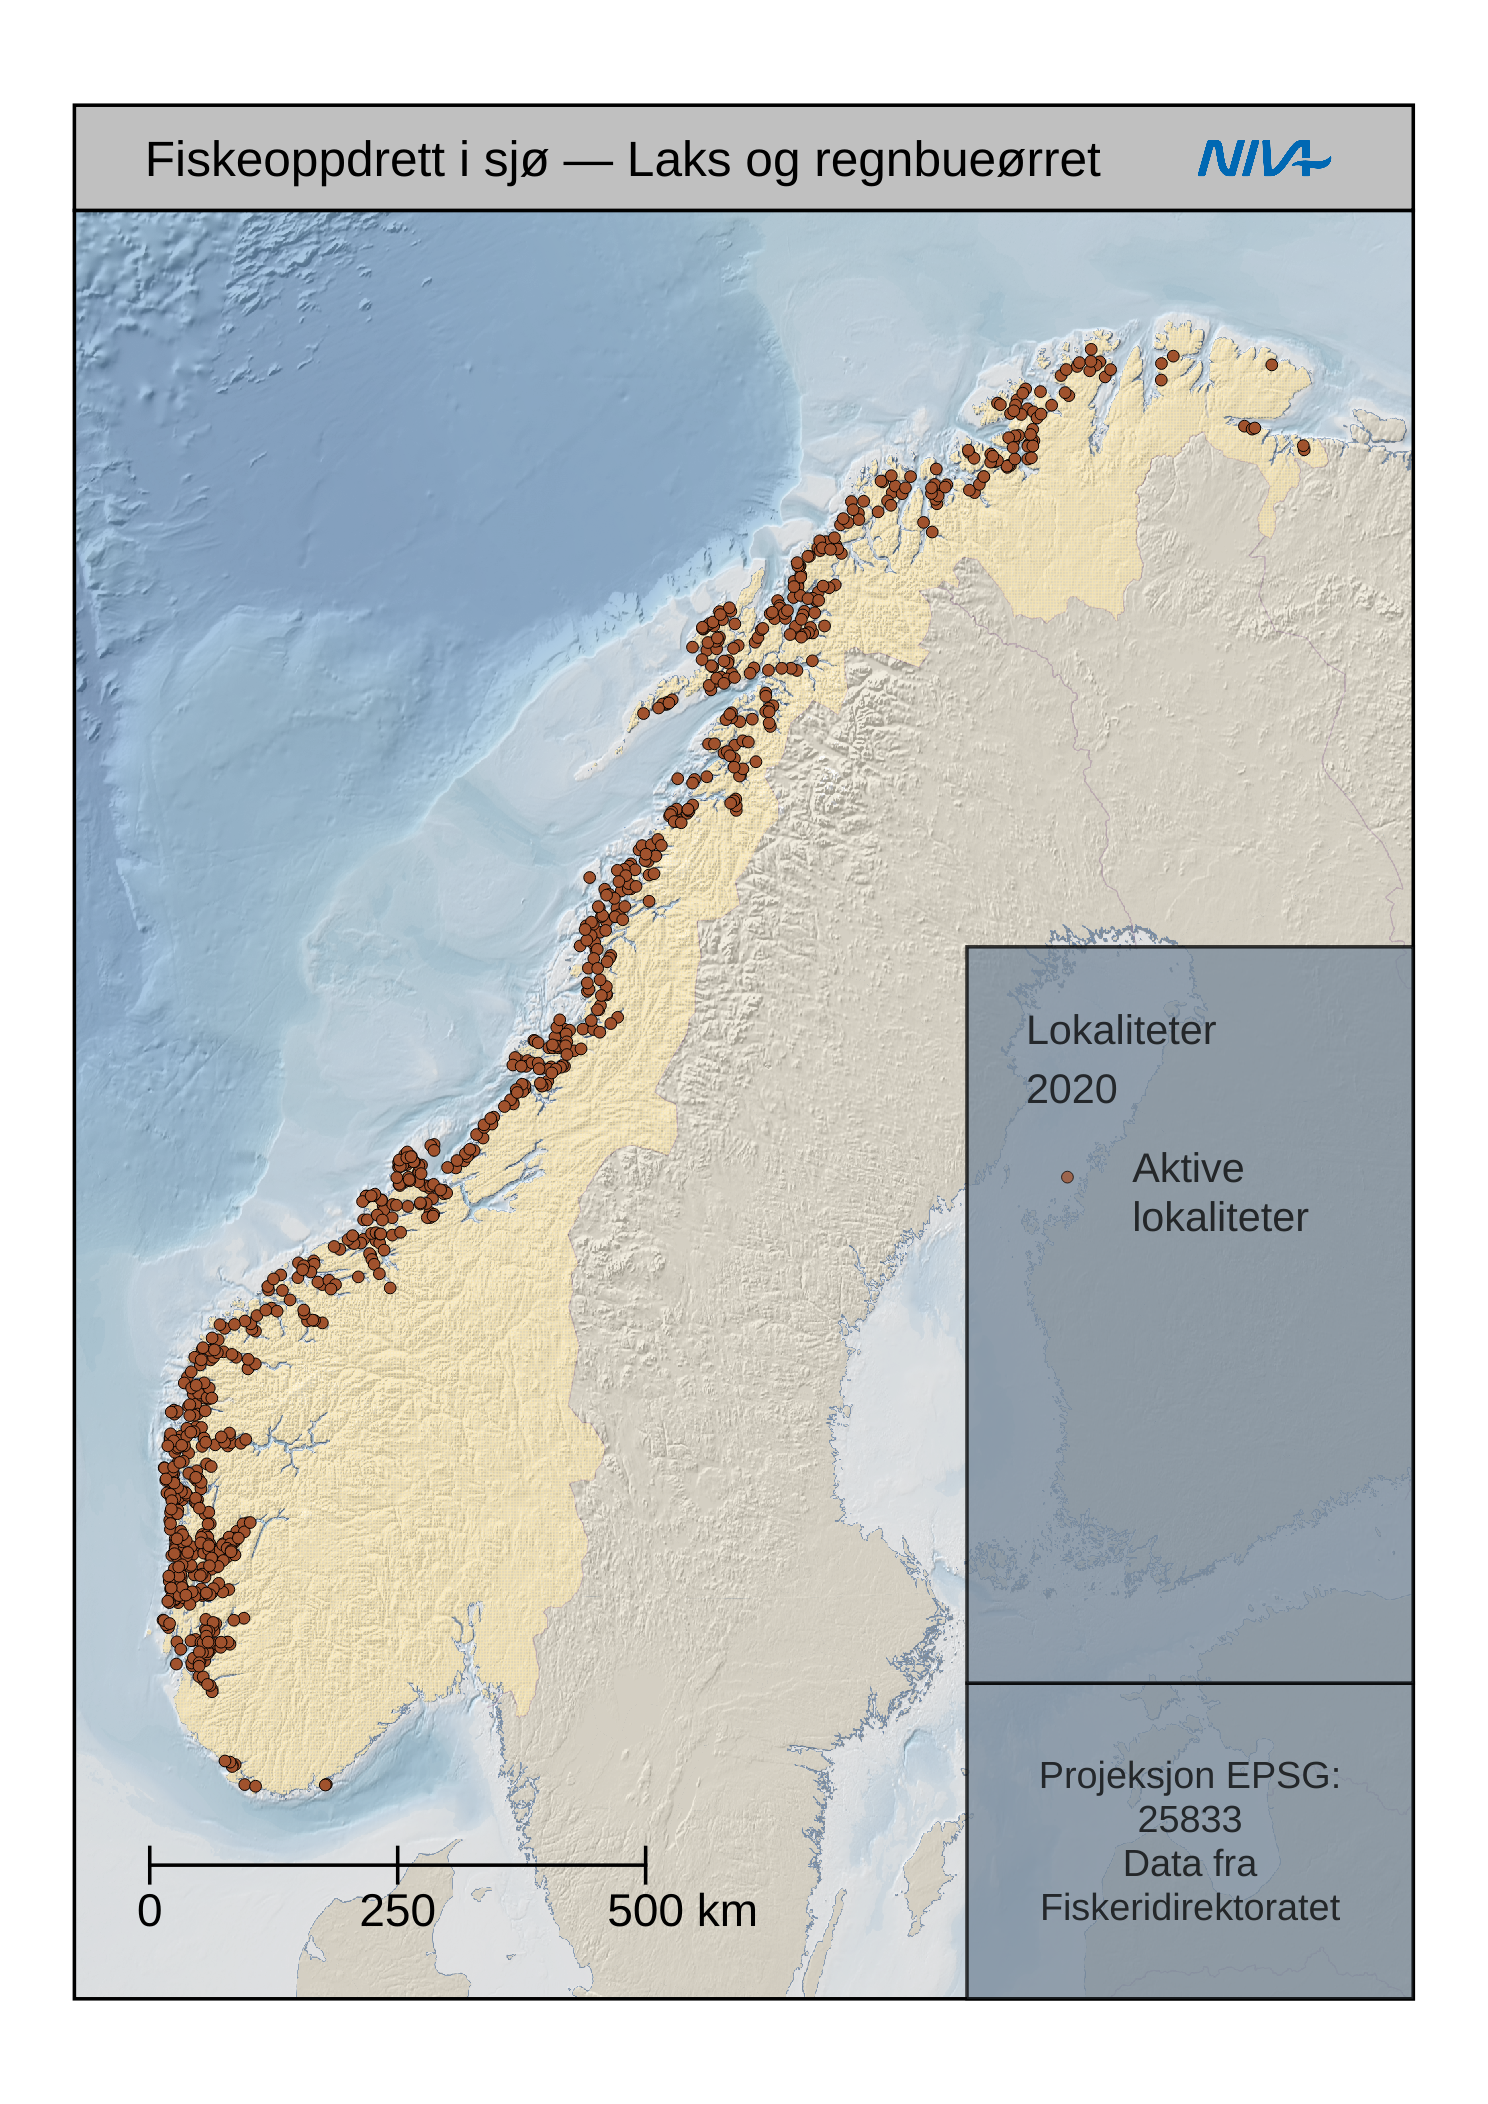 Fiskeoppdrett i sjø — Laks og regnbueørret
NIVA
Lokaliteter
2020
Aktive
lokaliteter
Projeksjon EPSG:
25833
Data fra
Fiskeridirektoratet
0 250 500 km